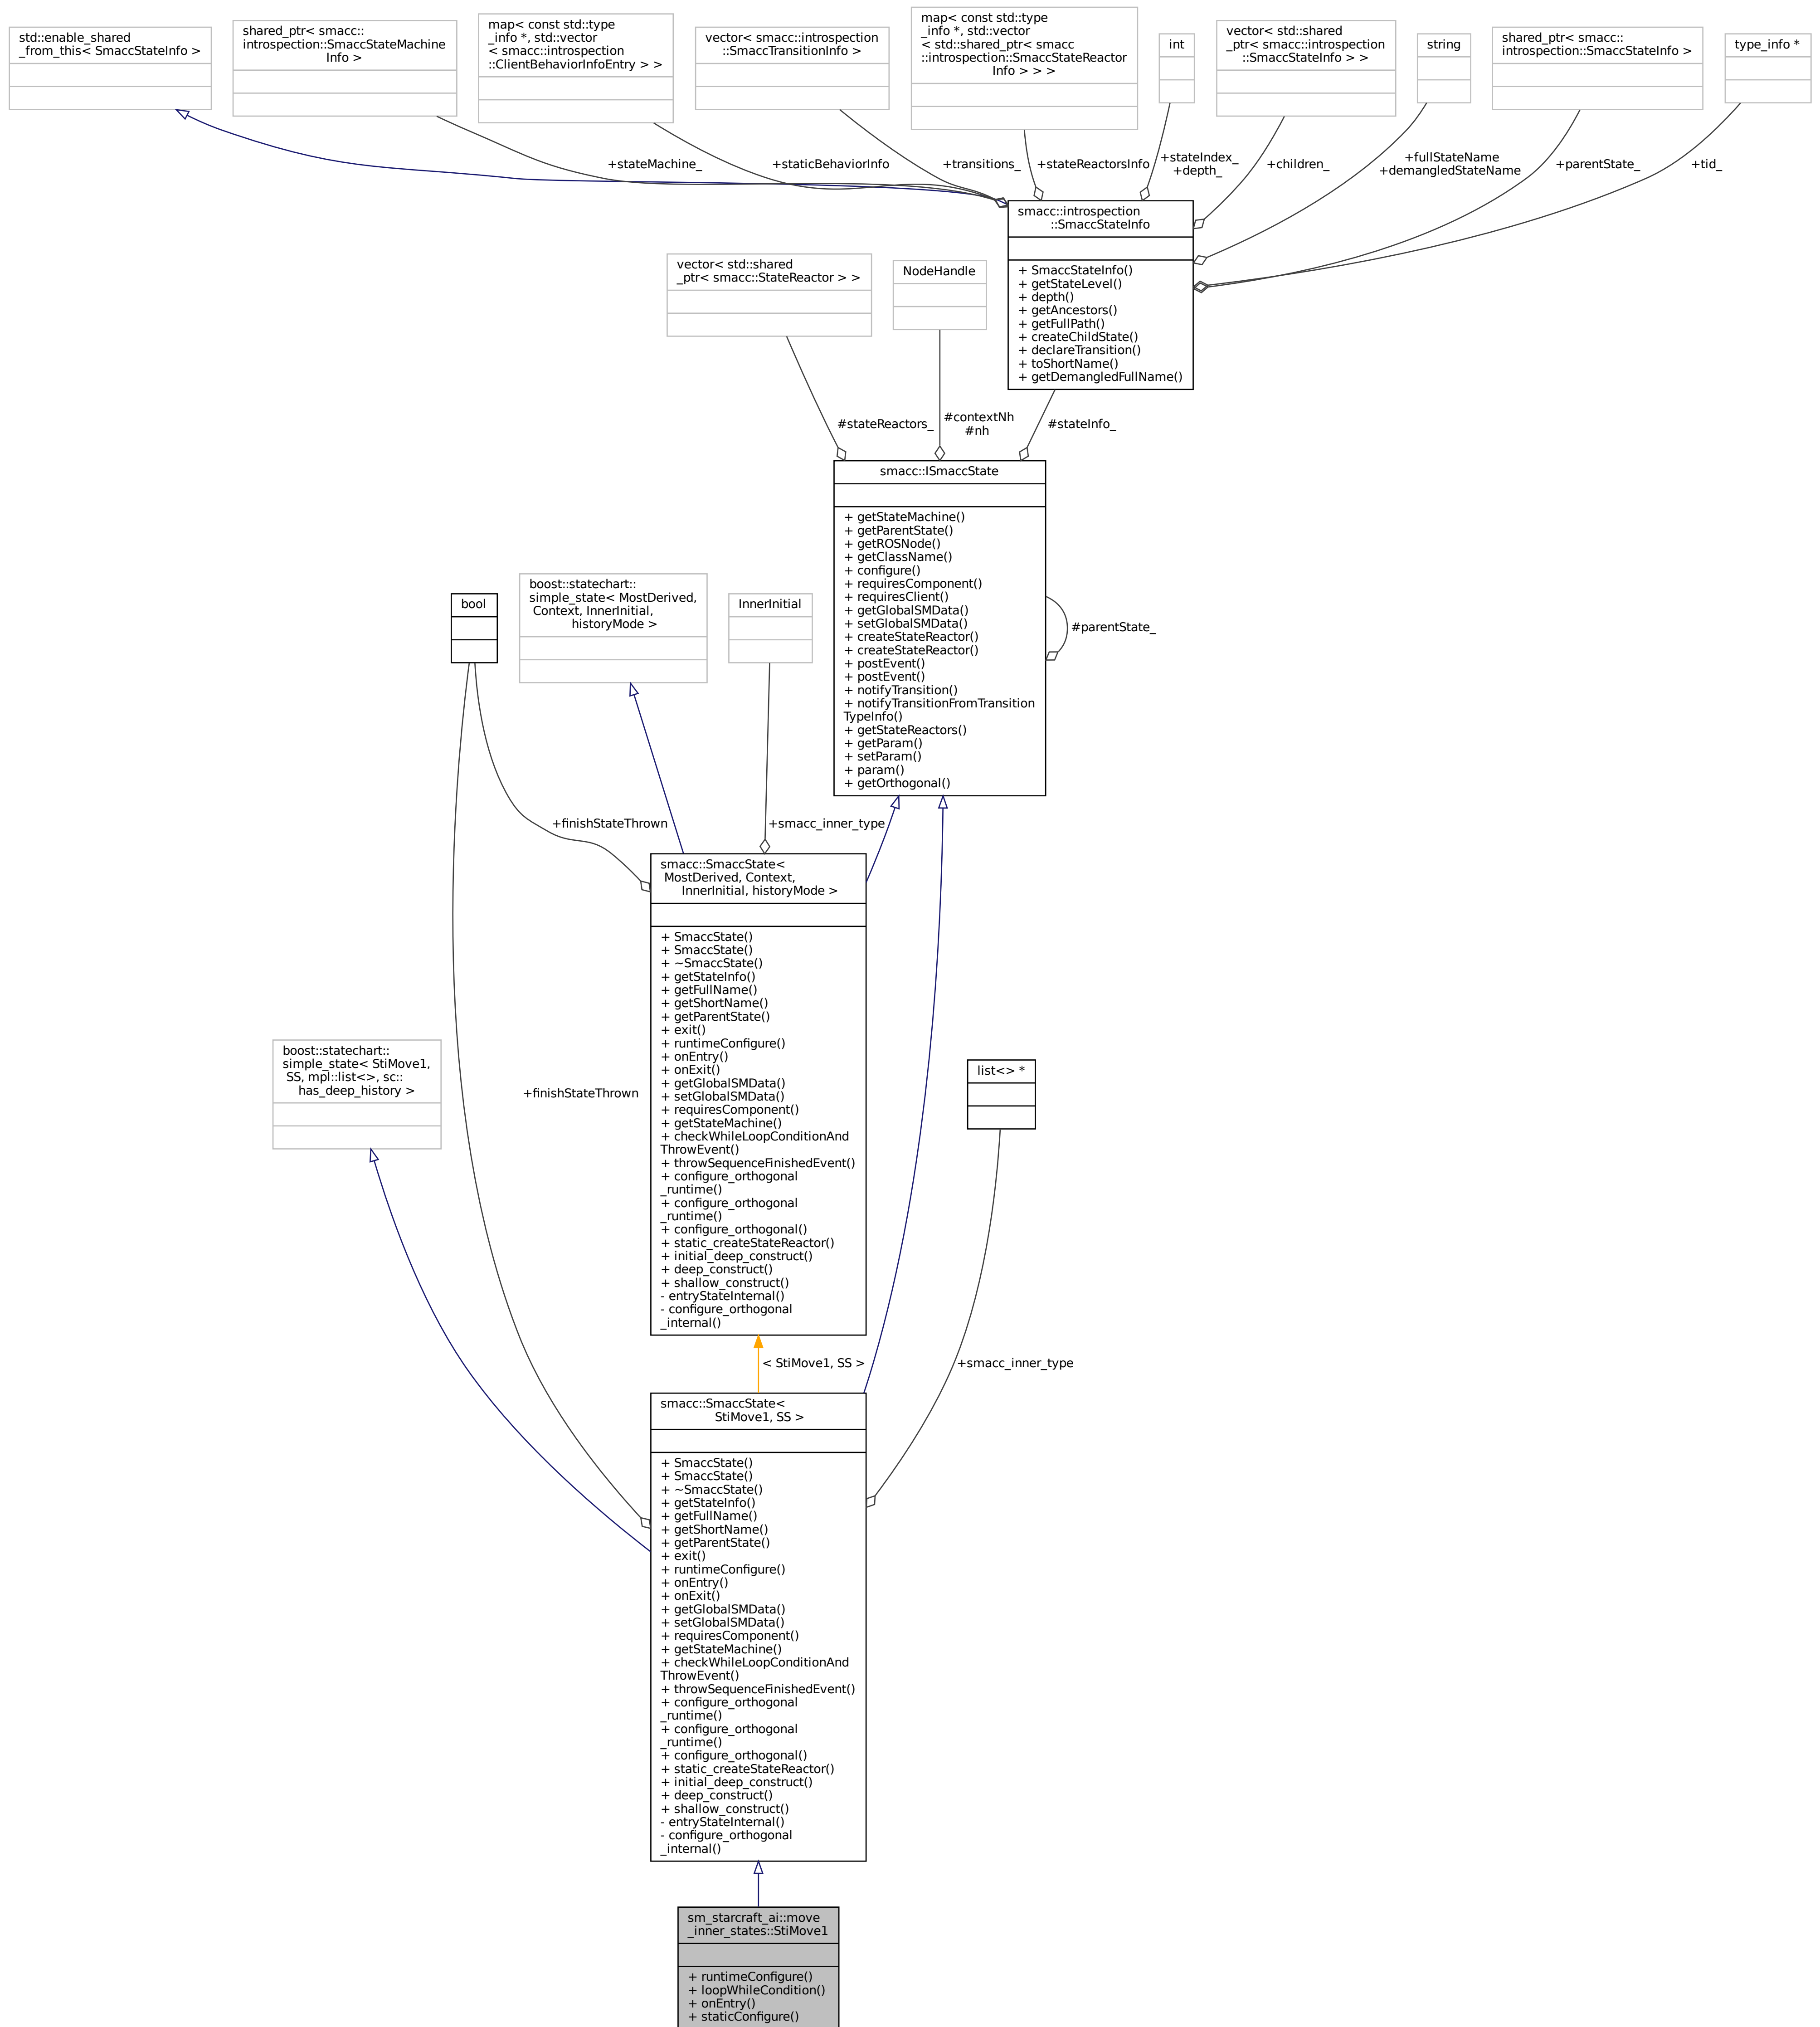 std::enable_shared
_from_this< SmaccStateInfo >
shared_ptr< smacc::
introspection::SmaccStateMachine
Info >
map< const std::type
_info *, std::vector
< smacc::introspection
::ClientBehaviorInfoEntry > >
vector< smacc::introspection
::SmaccTransitionInfo >
map< const std::type
_info *, std::vector
< std::shared_ptr< smacc
::introspection::SmaccStateReactor
Info > > >
int
vector< std::shared
_ptr< smacc::introspection
::SmaccStateInfo > >
string
shared_ptr< smacc::
introspection::SmaccStateInfo >
type_info *
+stateMachine_
+staticBehaviorInfo
+transitions_
+stateReactorsInfo
+stateIndex_
+depth_
+children_
+fullStateName
+demangledStateName
+parentState_
+tid_
smacc::introspection
::SmaccStateInfo
+ SmaccStateInfo()
+ getStateLevel()
+ depth()
+ getAncestors()
+ getFullPath()
+ createChildState()
+ declareTransition()
+ toShortName()
+ getDemangledFullName()
vector< std::shared
_ptr< smacc::StateReactor > >
NodeHandle
#stateReactors_
#contextNh
#nh
#stateInfo_
smacc::ISmaccState
+ getStateMachine()
+ getParentState()
+ getROSNode()
+ getClassName()
+ configure()
+ requiresComponent()
+ requiresClient()
+ getGlobalSMData()
+ setGlobalSMData()
+ createStateReactor()
+ createStateReactor()
+ postEvent()
+ postEvent()
+ notifyTransition()
+ notifyTransitionFromTransition
TypeInfo()
+ getStateReactors()
+ getParam()
+ setParam()
+ param()
+ getOrthogonal()
#parentState_
bool
boost::statechart::
simple_state< MostDerived,
Context, InnerInitial,
historyMode >
InnerInitial
+finishStateThrown
+smacc_inner_type
smacc::SmaccState<
MostDerived, Context,
InnerInitial, historyMode >
+ SmaccState()
+ SmaccState()
+ ~SmaccState()
+ getStateInfo()
+ getFullName()
+ getShortName()
+ getParentState()
+ exit()
+ runtimeConfigure()
+ onEntry()
+ onExit()
+ getGlobalSMData()
+ setGlobalSMData()
+ requiresComponent()
+ getStateMachine()
+ checkWhileLoopConditionAnd
ThrowEvent()
+ throwSequenceFinishedEvent()
+ configure_orthogonal
_runtime()
+ configure_orthogonal
_runtime()
+ configure_orthogonal()
+ static_createStateReactor()
+ initial_deep_construct()
+ deep_construct()
+ shallow_construct()
- entryStateInternal()
- configure_orthogonal
_internal()
boost::statechart::
simple_state< StiMove1,
SS, mpl::list<>, sc::
has_deep_history >
+finishStateThrown
list<> *
< StiMove1, SS >
+smacc_inner_type
smacc::SmaccState<
StiMove1, SS >
+ SmaccState()
+ SmaccState()
+ ~SmaccState()
+ getStateInfo()
+ getFullName()
+ getShortName()
+ getParentState()
+ exit()
+ runtimeConfigure()
+ onEntry()
+ onExit()
+ getGlobalSMData()
+ setGlobalSMData()
+ requiresComponent()
+ getStateMachine()
+ checkWhileLoopConditionAnd
ThrowEvent()
+ throwSequenceFinishedEvent()
+ configure_orthogonal
_runtime()
+ configure_orthogonal
_runtime()
+ configure_orthogonal()
+ static_createStateReactor()
+ initial_deep_construct()
+ deep_construct()
+ shallow_construct()
- entryStateInternal()
- configure_orthogonal
_internal()
sm_starcraft_ai::move
_inner_states::StiMove1
+ runtimeConfigure()
+ loopWhileCondition()
+ onEntry()
+ staticConfigure()